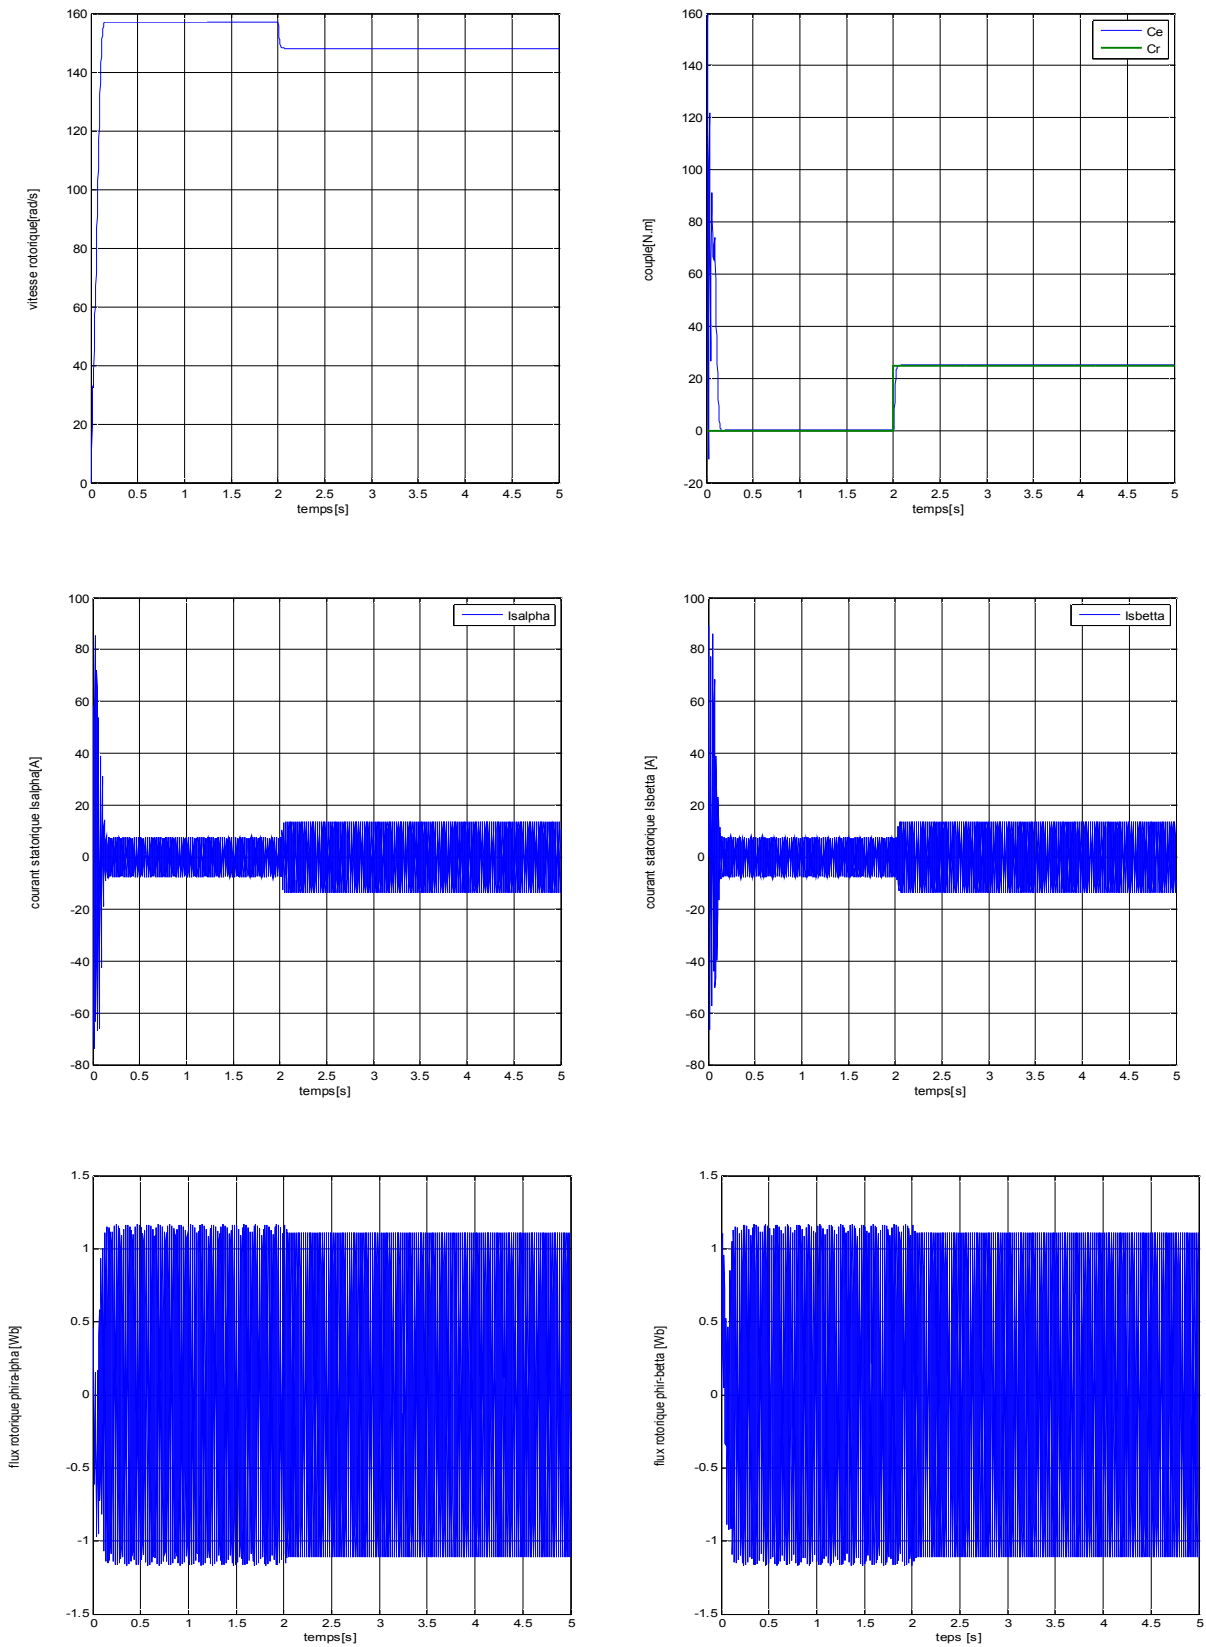 160
140
120
100
80
60
40
20
0
vitesse rotorique[rad/s]
0 0.5 1 1.5 2 2.5 3 3.5 4 4.5 5
temps[s]
160
140
120
100
80
60
40
20
0
-20
couple[N.m]
Ce
Cr
0 0.5 1 1.5 2 2.5 3 3.5 4 4.5 5
temps[s]
100
80
60
40
20
0
-20
-40
-60
-80
courant statorique Isalpha[A]
Isalpha
0 0.5 1 1.5 2 2.5 3 3.5 4 4.5 5
temps[s]
100
80
60
40
20
0
-20
-40
-60
-80
courant statorique Isbetta [A]
Isbetta
0 0.5 1 1.5 2 2.5 3 3.5 4 4.5 5
temps[s]
1.5
1
0.5
0
-0.5
-1
-1.5
flux rotorique phira-lpha [Wb]
0 0.5 1 1.5 2 2.5 3 3.5 4 4.5 5
temps[s]
1.5
1
0.5
0
-0.5
-1
-1.5
flux rotorique phir-betta [Wb]
0 0.5 1 1.5 2 2.5 3 3.5 4 4.5 5
teps [s]